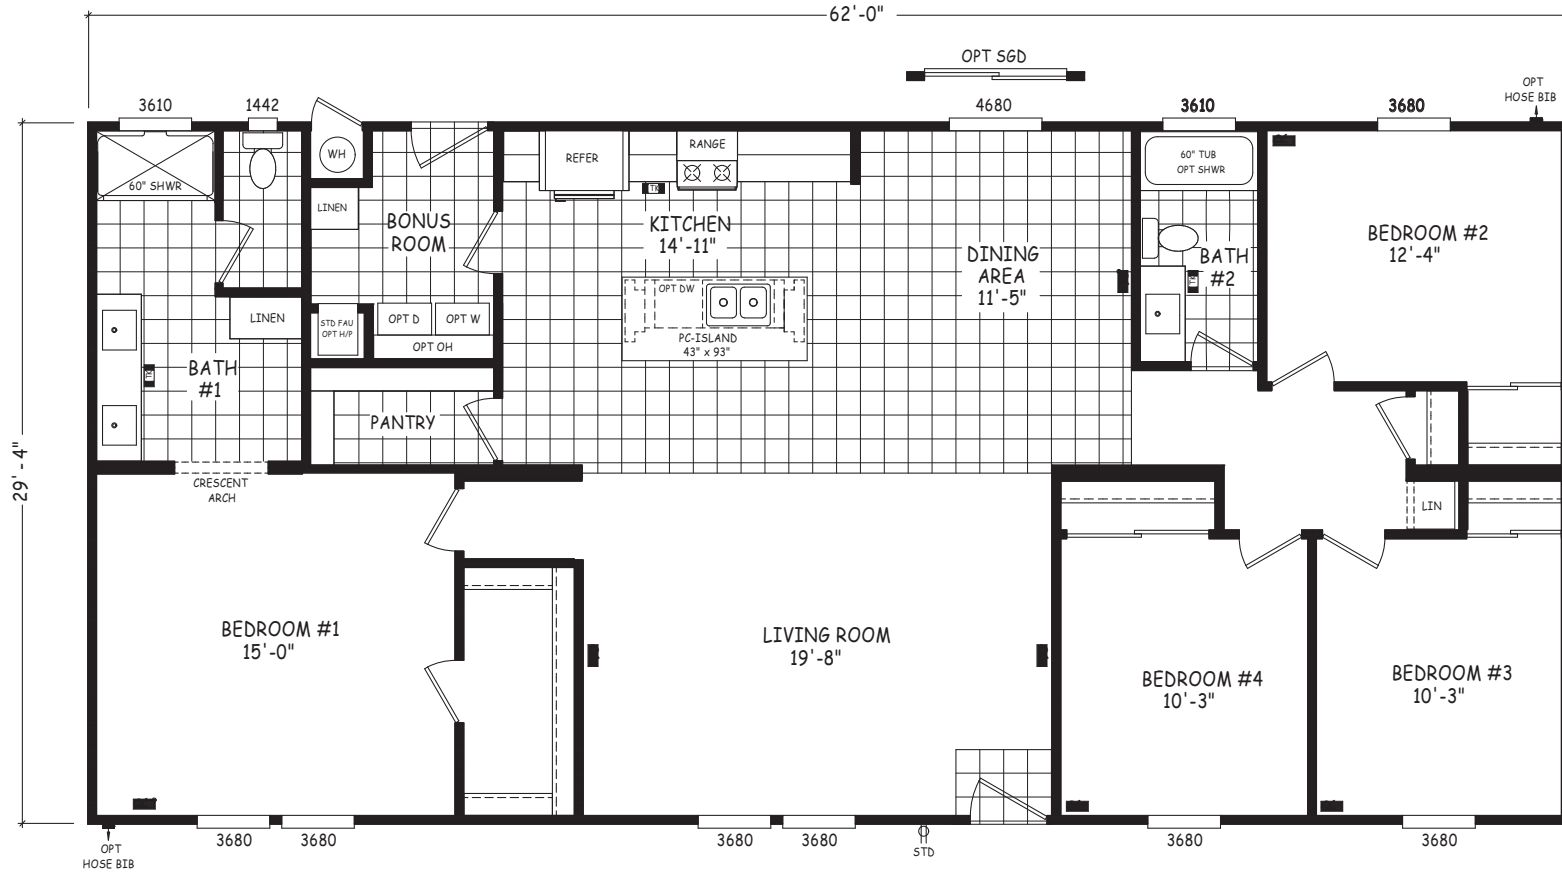 62'-0"
OPT SGD
OPT
HOSE BIB
3610
1442
4680
3610
3680
60" SHWR
WH
REFER
RANGE
60" TUB
OPT SHWR
TK
LINEN
BONUS
ROOM
KITCHEN
14'-11"
DINING
AREA
11'-5"
BATH
#2
TK
BEDROOM #2
12'-4"
OPT DW
LINEN
STD FAU
OPT H/P
OPT D
OPT W
OPT OH
PC-ISLAND
43" x 93"
BATH
#1
TK
PANTRY
29'-4"
CRESCENT
ARCH
LIN
BEDROOM #1
15'-0"
LIVING ROOM
19'-8"
BEDROOM #4
10'-3"
BEDROOM #3
10'-3"
3680
3680
3680
3680
3680
3680
OPT
HOSE BIB
STD